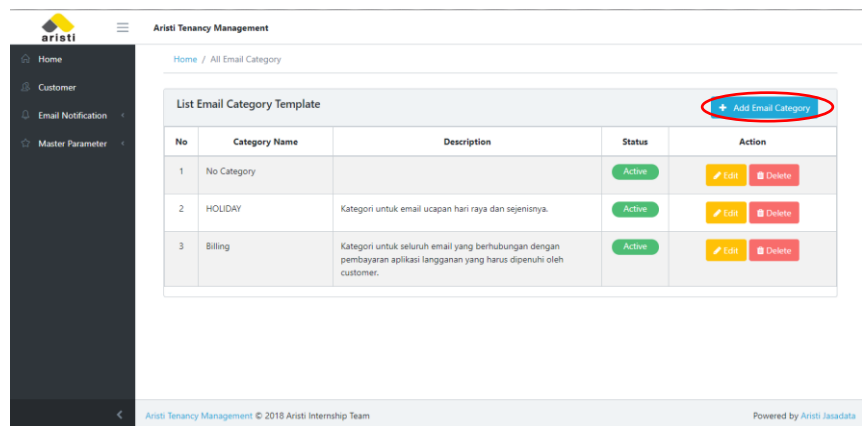 aristi
Aristi Tenancy Management
Home
Customer
Email Notification
Master Parameter
Home / All Email Category
List Email Category Template
+ Add Email Category
No Category Name Description Status Action
1 No Category Active Edit Delete
2 HOLIDAY Kategori untuk email ucapan hari raya dan sejenisnya. Active Edit Delete
3 Billing Kategori untuk seluruh email yang berhubungan dengan Active Edit Delete
pembayaran aplikasi langganan yang harus dipenuhi oleh
customer.
Aristi Tenancy Management © 2018 Aristi Internship Team Powered by Aristi Jasadata